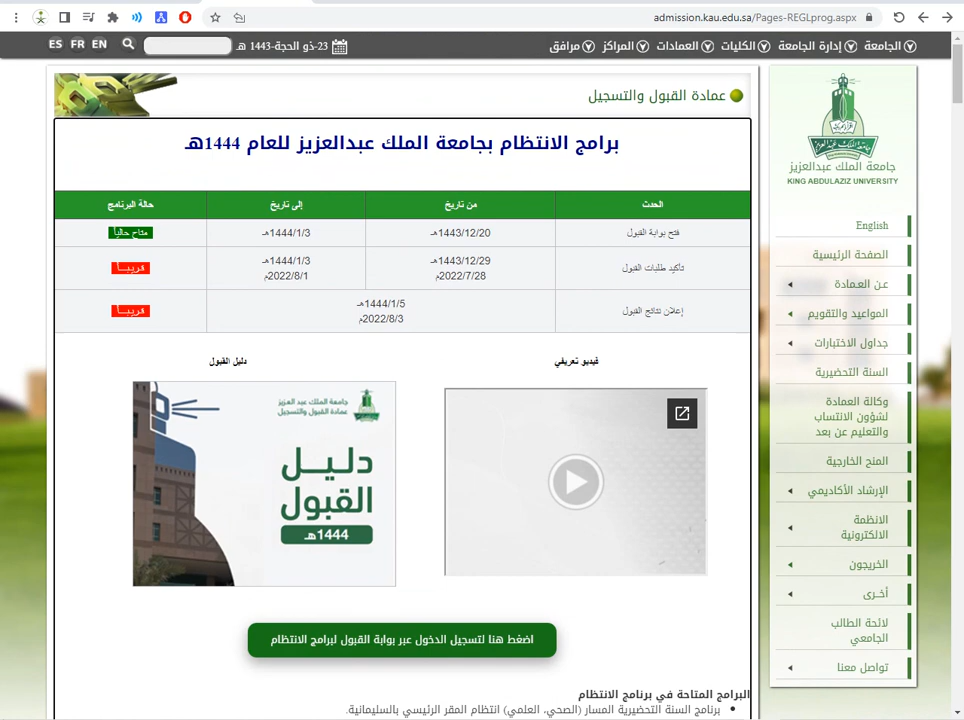 admission.kau.edu.sa/Pages-REGLprog.aspx
الجامعة
إدارة الجامعة
الكليات
العمادات
المراكز
مرافق
23-ذو الحجة-1443 هـ
EN FR ES
جامعة الملك عبدالعزيز
KING ABDULAZIZ UNIVERSITY
English
الصفحة الرئيسية
عـن العـمادة
المواعيد والتقويم
جداول الاختبارات
السنة التحضيرية
وكالة العمادة
لشؤون الانتساب
والتعليم عن بعد
المنح الخارجية
الإرشاد الأكاديمي
الانظمة
الالكترونية
الخريجون
أخـرى
لائحة الطالب
الجامعي
تواصل معنا
عمادة القبول والتسجيل
برامج الانتظام بجامعة الملك عبدالعزيز للعام 1444هـ
الحدث من تاريخ إلى تاريخ حالة البرنامج
فتح بوابة القبول 1443/12/20هـ 1444/1/3هـ متاح حالياً
تأكيد طلبات القبول 1443/12/29هـ 1444/1/3هـ قريبــاً
2022/7/28م 2022/8/1م
إعلان نتائج القبول 1444/1/5هـ قريبــاً
2022/8/3م
فيديو تعريفي
دليل القبول
جامعة الملك عبد العزيز
عمادة القبول والتسجيل
دليـل
القبول
1444هـ
اضغط هنا لتسجيل الدخول عبر بوابة القبول لبرامج الانتظام
البرامج المتاحة في برنامج الانتظام
برنامج السنة التحضيرية المسار (الصحي، العلمي) انتظام المقر الرئيسي بالسليمانية.